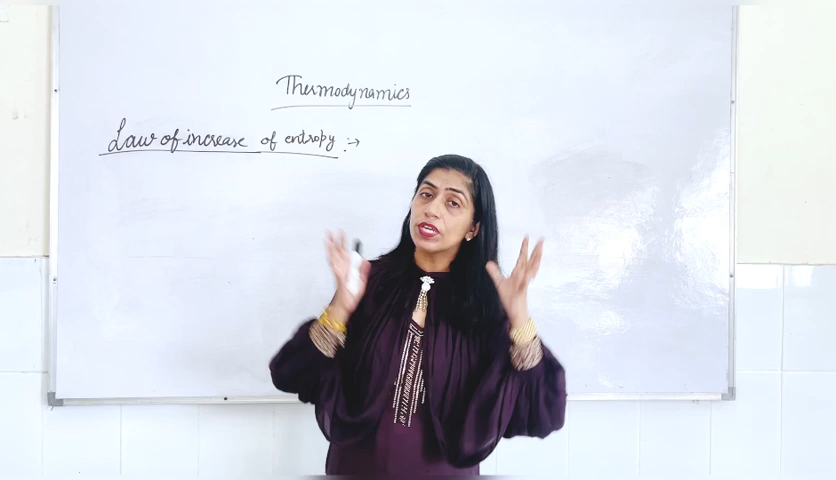 Thermodynamics
Law of increase of entropy :→